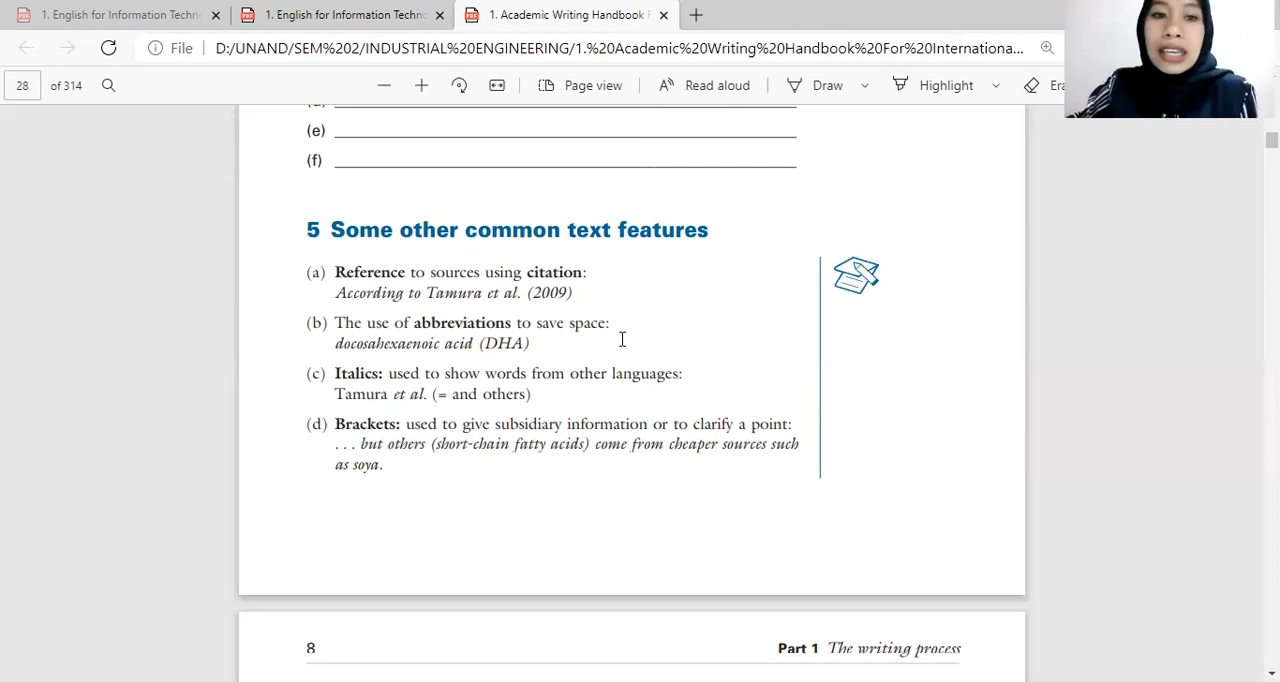 1. English for Information Techno
1. English for Information Techno
1. Academic Writing Handbook F
File
D:/UNAND/SEM%202/INDUSTRIAL%20ENGINEERING/1.%20Academic%20Writing%20Handbook%20For%20Internationa...
28
of 314
Page view
Read aloud
Draw
Highlight
Era
(e)
(f)
5 Some other common text features
(a) Reference to sources using citation:
According to Tamura et al. (2009)
(b) The use of abbreviations to save space:
docosahexaenoic acid (DHA)
(c) Italics: used to show words from other languages:
Tamura et al. (= and others)
(d) Brackets: used to give subsidiary information or to clarify a point:
. . . but others (short-chain fatty acids) come from cheaper sources such
as soya.
8
Part 1 The writing process